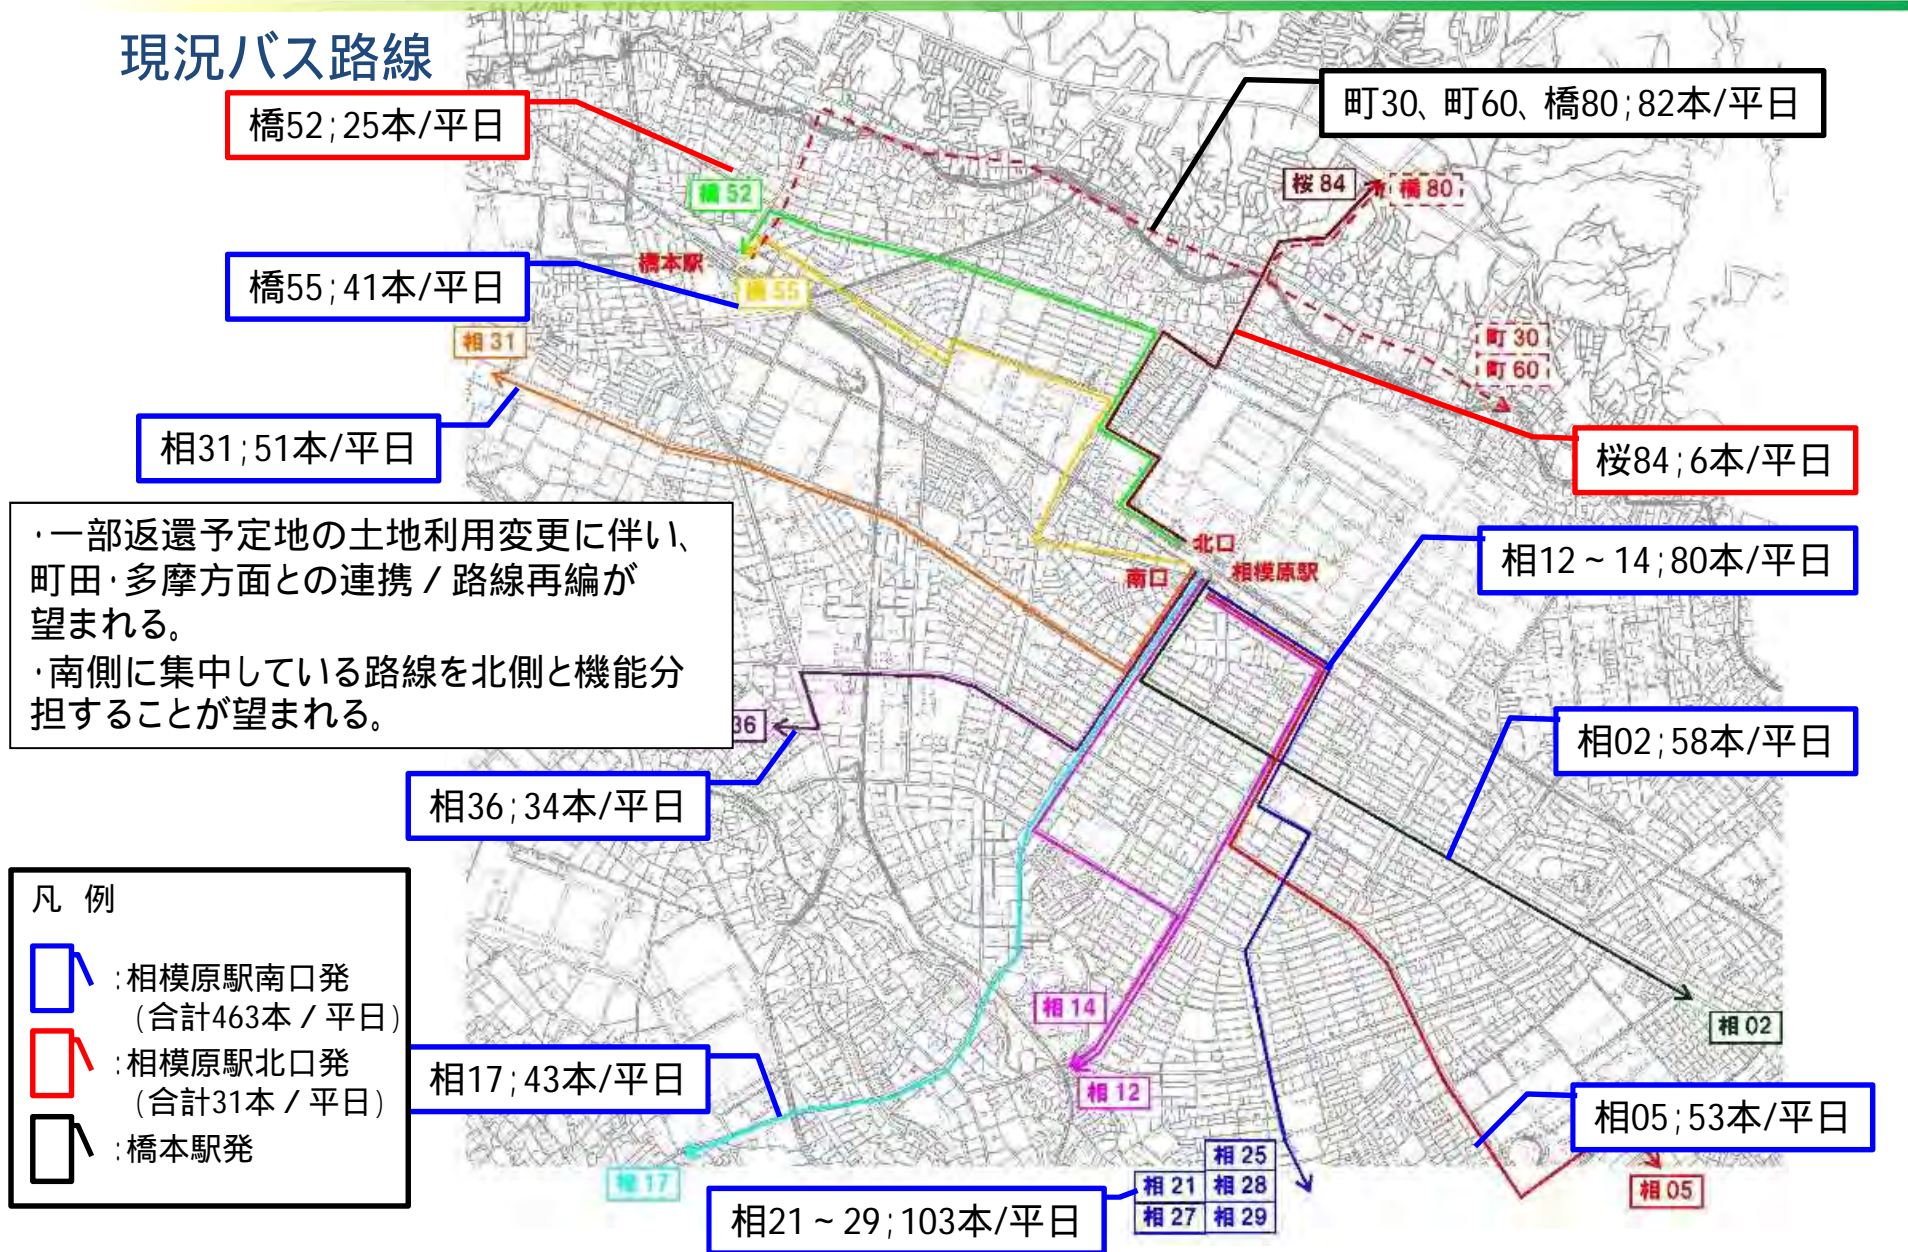 現況バス路線
橋52;25本/平日
町30、町60、橋80;82本/平日
橋52
桜84
橋80
橋本駅
橋55;41本/平日
橋55
相31
町30
町60
相31;51本/平日
桜84;6本/平日
・一部返還予定地の土地利用変更に伴い、
町田・多摩方面との連携/路線再編が
望まれる。
・南側に集中している路線を北側と機能分
担することが望まれる。
北口
南口
相模原駅
相12~14;80本/平日
36
相02;58本/平日
相36;34本/平日
凡 例
:相模原駅南口発
(合計463本/平日)
:相模原駅北口発
(合計31本/平日)
:橋本駅発
相14
相02
相12
相17;43本/平日
相05;53本/平日
相17
相25
相21 相28
相27 相29
相05
相21~29;103本/平日